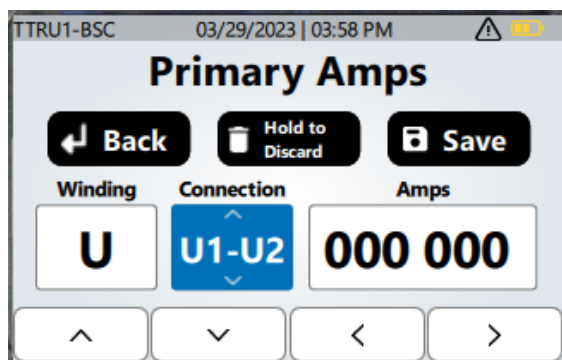 TTRU1-BSC 03/29/2023 | 03:58 PM
Primary Amps
Back
Hold to
Discard
Save
Winding Connection Amps
U U1-U2 000 000